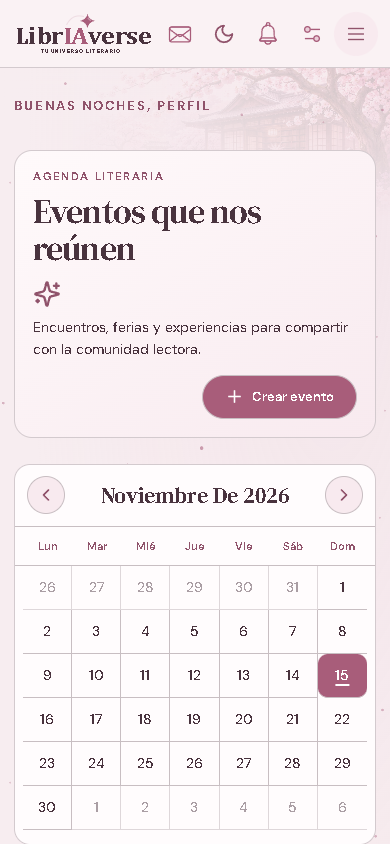 LibrIAverse
TU UNIVERSO LITERARIO
BUENAS NOCHES, PERFIL
AGENDA LITERARIA
Eventos que nos
reúnen
Encuentros, ferias y experiencias para compartir
con la comunidad lectora.
Crear evento
Noviembre De 2026
Lun Mar Mié Jue Vie Sáb Dom
26 27 28 29 30 31 1
2 3 4 5 6 7 8
9 10 11 12 13 14 15
16 17 18 19 20 21 22
23 24 25 26 27 28 29
30 1 2 3 4 5 6